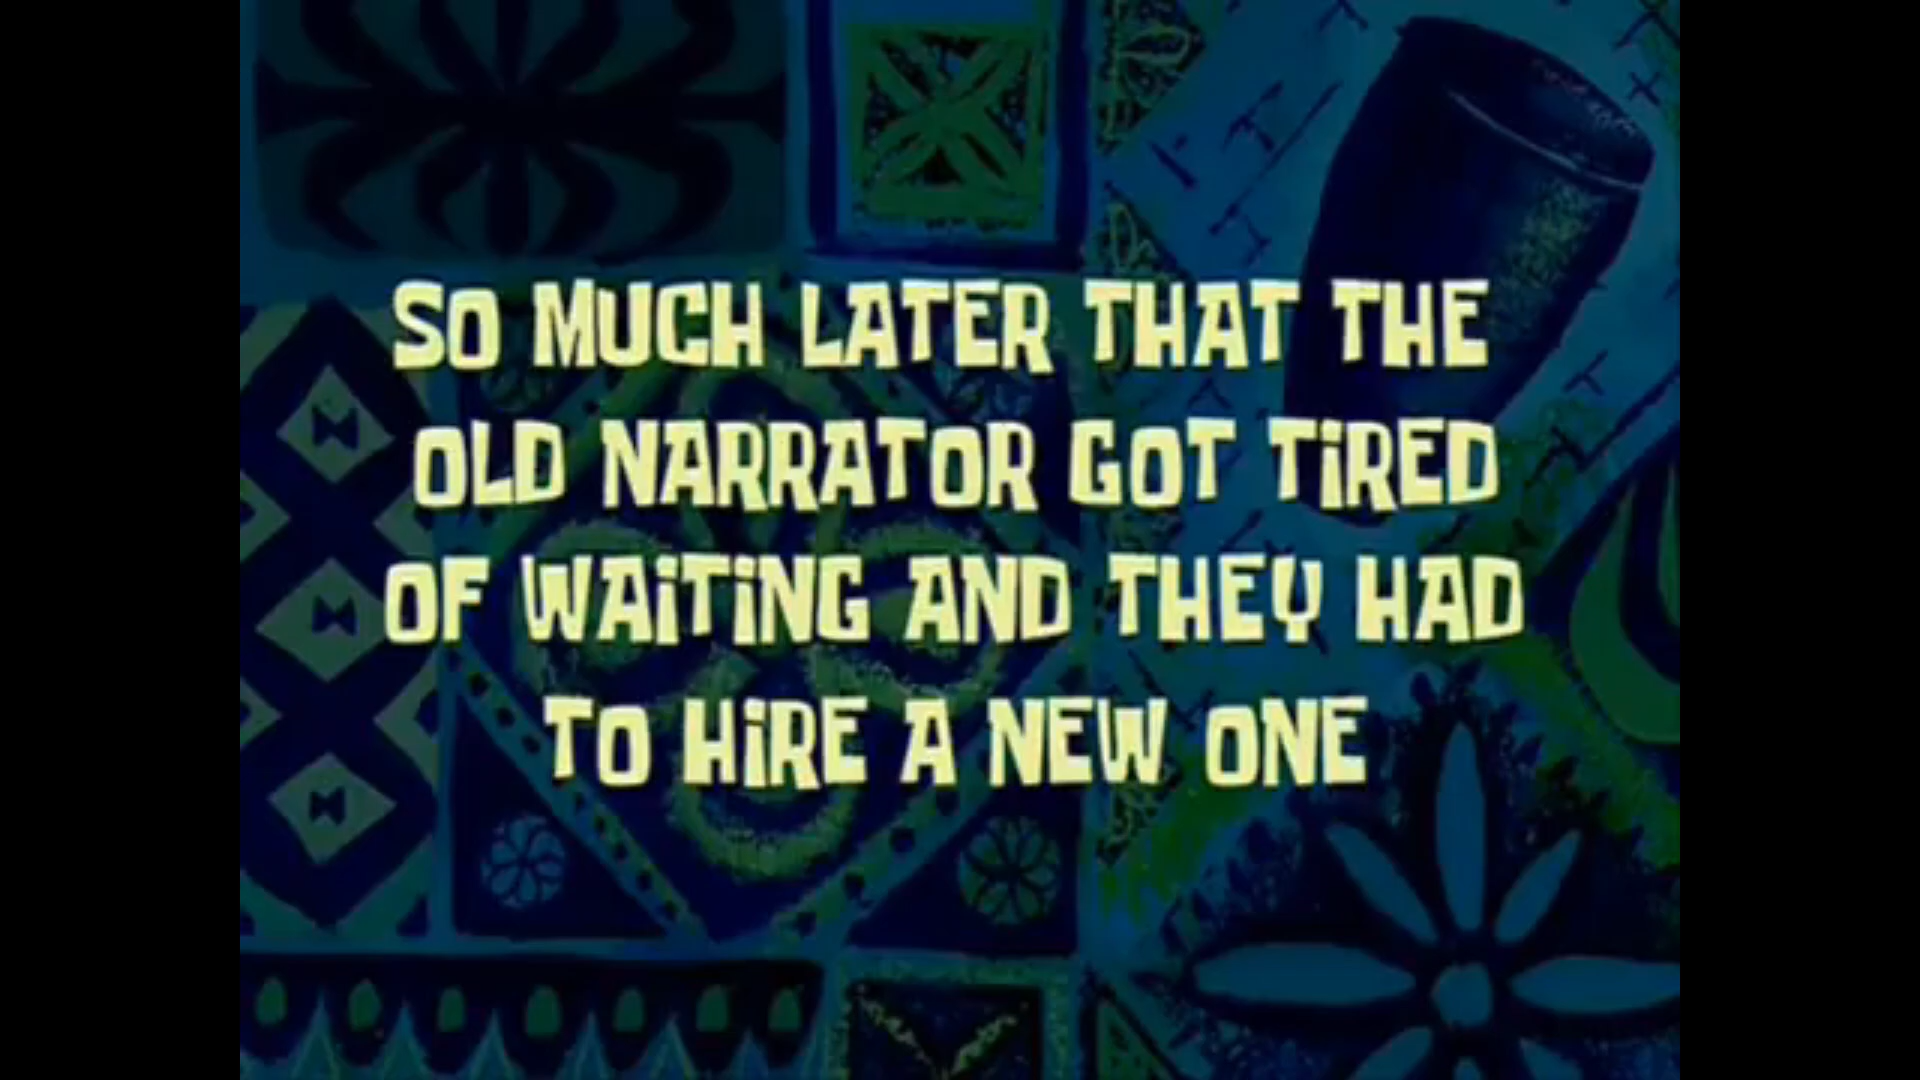 SO MUCH LATER THAT THE
OLD NARRATOR GOT TiRED
OF WAiTiNG AND THEY HAD
TO HiRE A NEW ONE